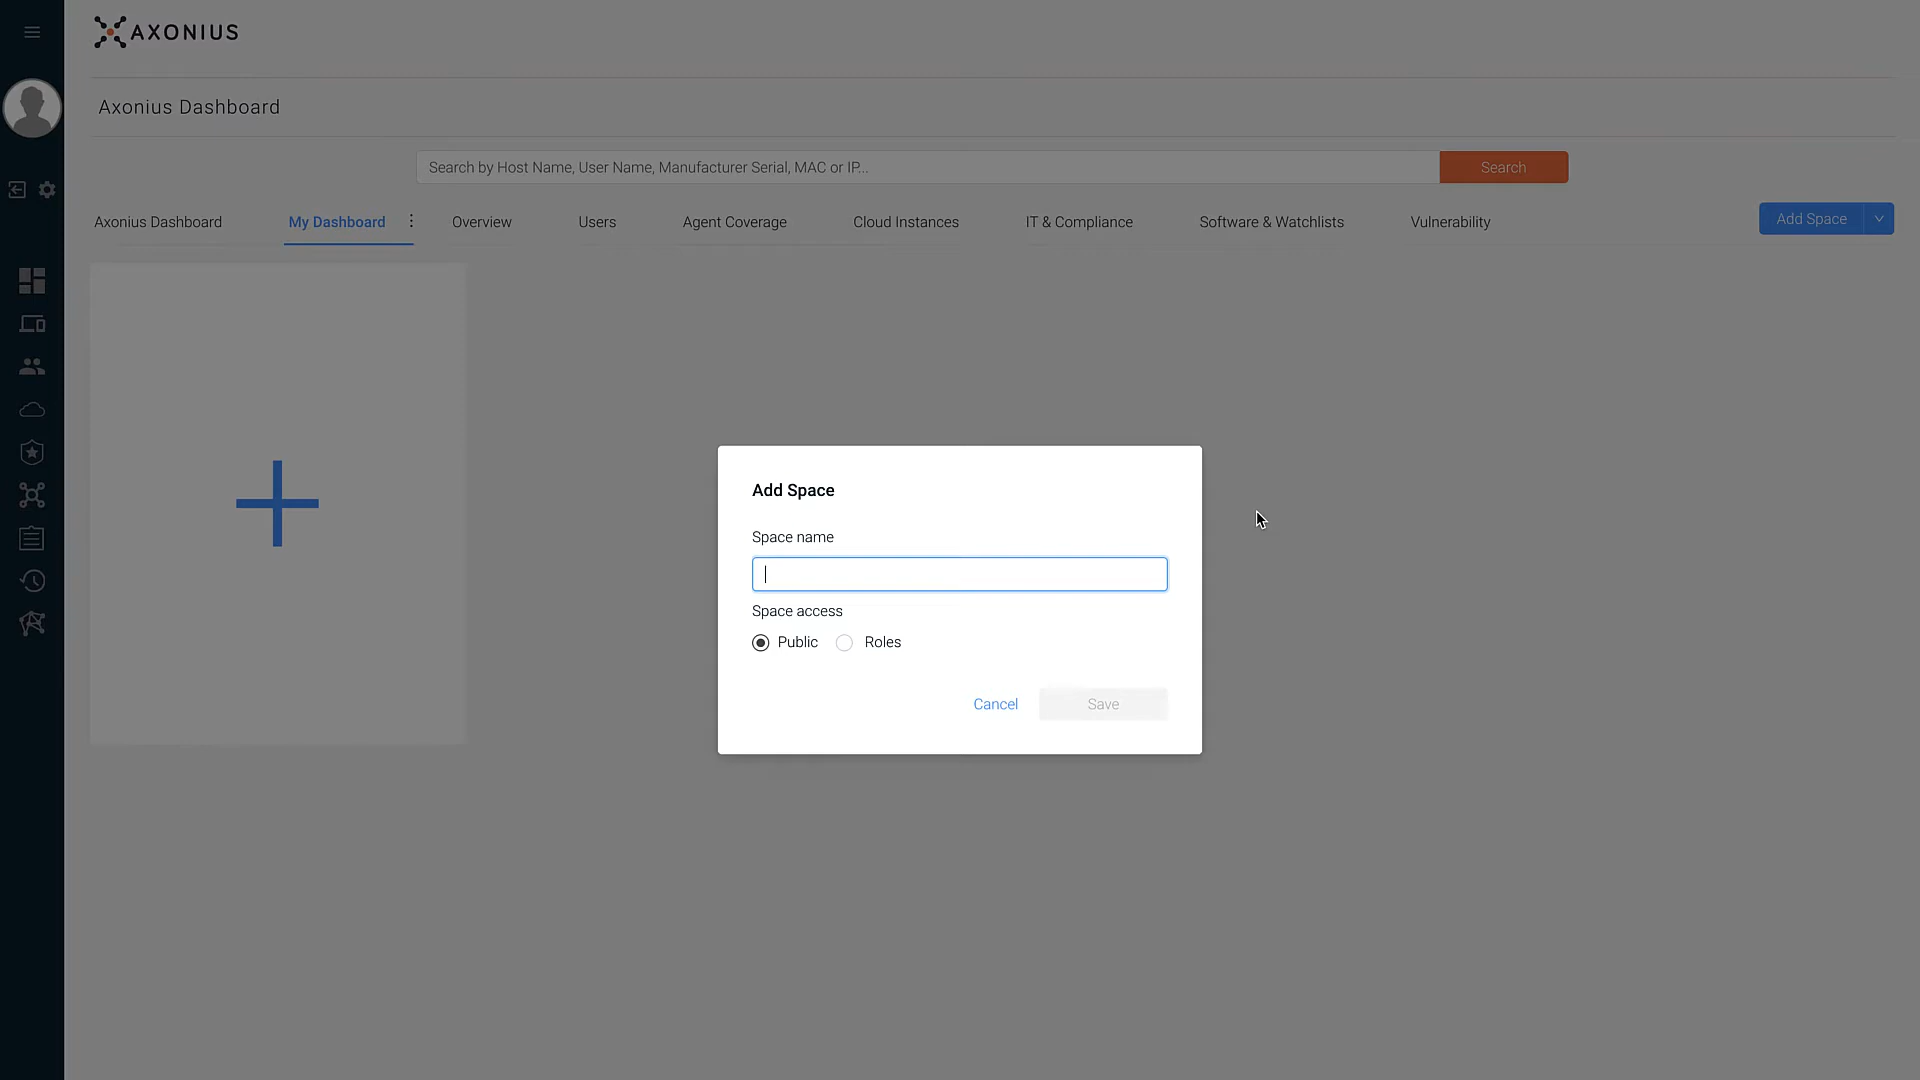 AXONIUS
Axonius Dashboard
Search by Host Name, User Name, Manufacturer Serial, MAC or IP...
Search
Axonius Dashboard
My Dashboard
Overview
Users
Agent Coverage
Cloud Instances
IT & Compliance
Software & Watchlists
Vulnerability
Add Space
Add Space
Space name
Space access
Public
Roles
Cancel
Save